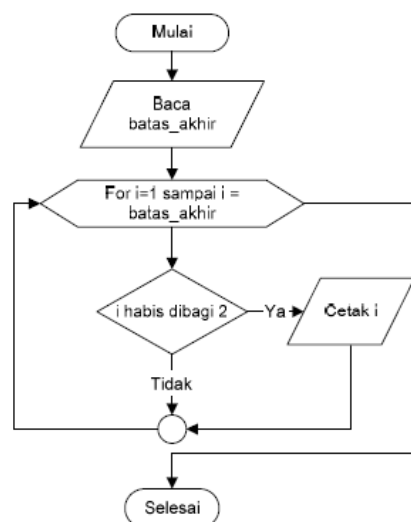 Mulai
Baca
batas_akhir
For i=1 sampai i =
batas_akhir
i habis dibagi 2
Ya
Cetak i
Tidak
Selesai